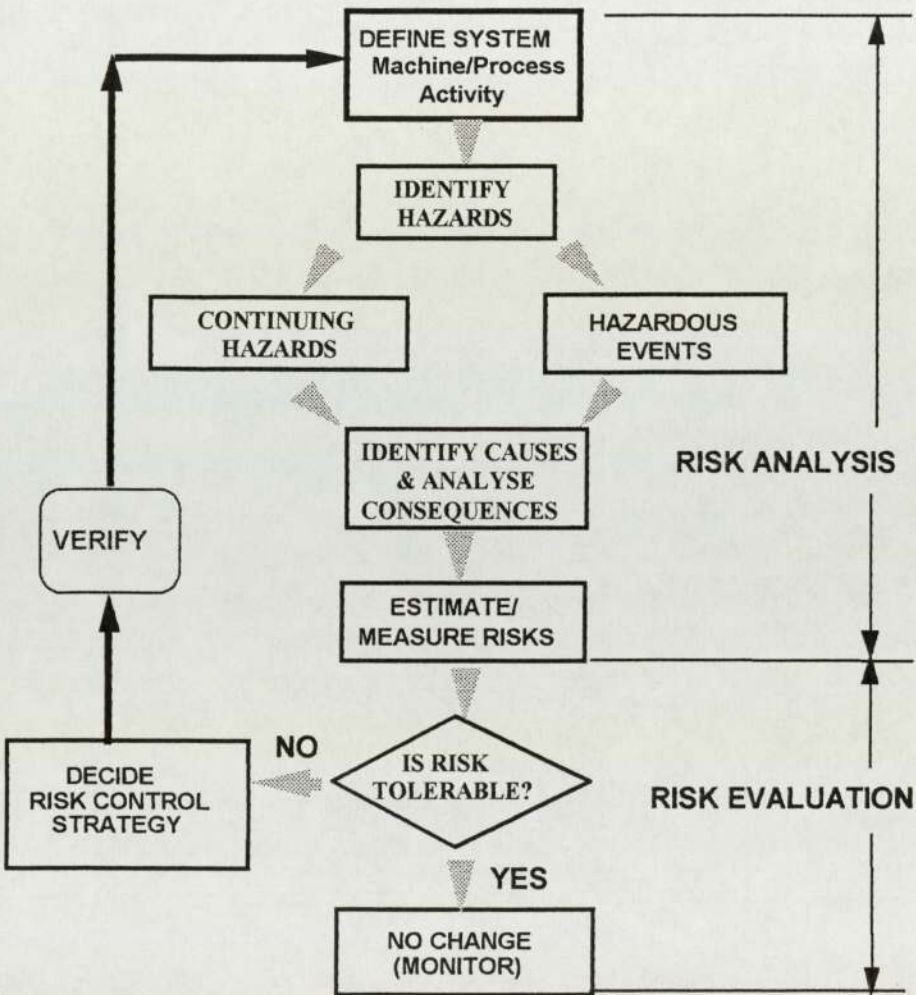 DEFINE SYSTEM
Machine/Process
Activity
IDENTIFY
HAZARDS
CONTINUING
HAZARDS
HAZARDOUS
EVENTS
IDENTIFY CAUSES
& ANALYSE
CONSEQUENCES
RISK ANALYSIS
VERIFY
ESTIMATE/
MEASURE RISKS
NO
IS RISK
TOLERABLE?
DECIDE
RISK CONTROL
STRATEGY
RISK EVALUATION
YES
NO CHANGE
(MONITOR)